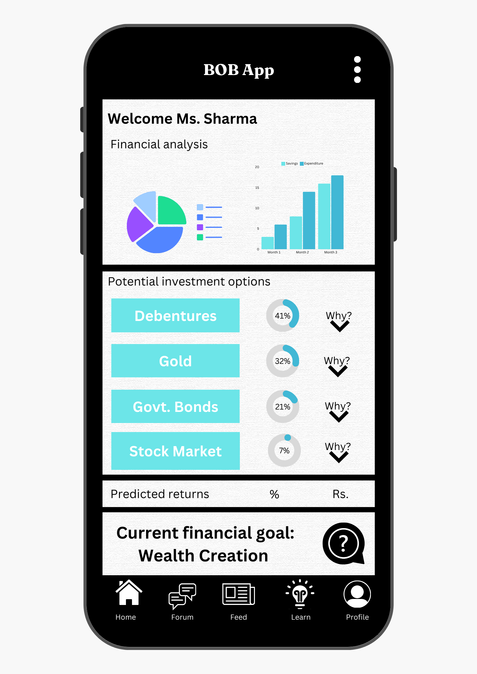 BOB App
Welcome Ms. Sharma
Financial analysis
Savings Expenditure
20
15
10
5
0
Month 1 Month 2 Month 3
Potential investment options
Debentures 41% Why?
Gold 32% Why?
Govt. Bonds 21% Why?
Stock Market 7% Why?
Predicted returns % Rs.
Current financial goal:
Wealth Creation
?
Home Forum Feed Learn Profile